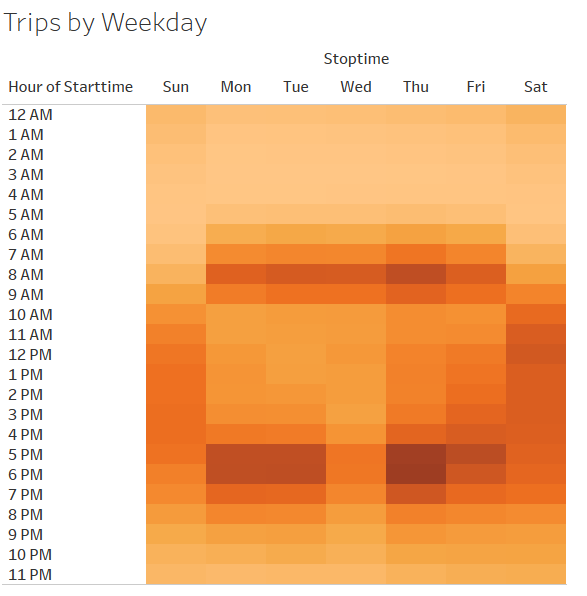 Trips by Weekday
Stoptime
Hour of Starttime Sun Mon Tue Wed Thu Fri Sat
12 AM
1 AM
2 AM
3 AM
4 AM
5 AM
6 AM
7 AM
8 AM
9 AM
10 AM
11 AM
12 PM
1 PM
2 PM
3 PM
4 PM
5 PM
6 PM
7 PM
8 PM
9 PM
10 PM
11 PM